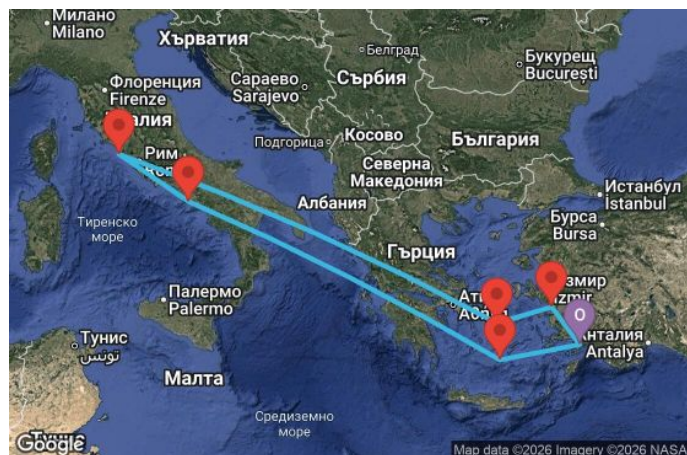 Милано
Milano
Хърватия
Белград
Букурещ
București
Флоренция
Firenze
Сараево
Sarajevo
Сърбия
Косово
Подгорица
България
Рим
Северна
Македония
Истанбул
İstanbul
Албания
Бурса
Bursa
Тиренско
море
Гърция
Палермо
Palermo
Izmir
O
Анталия
Antalya
Тунис
تونس
Малта
Средиземно
море
Google
Map data ©2026 Imagery ©2026 NASA